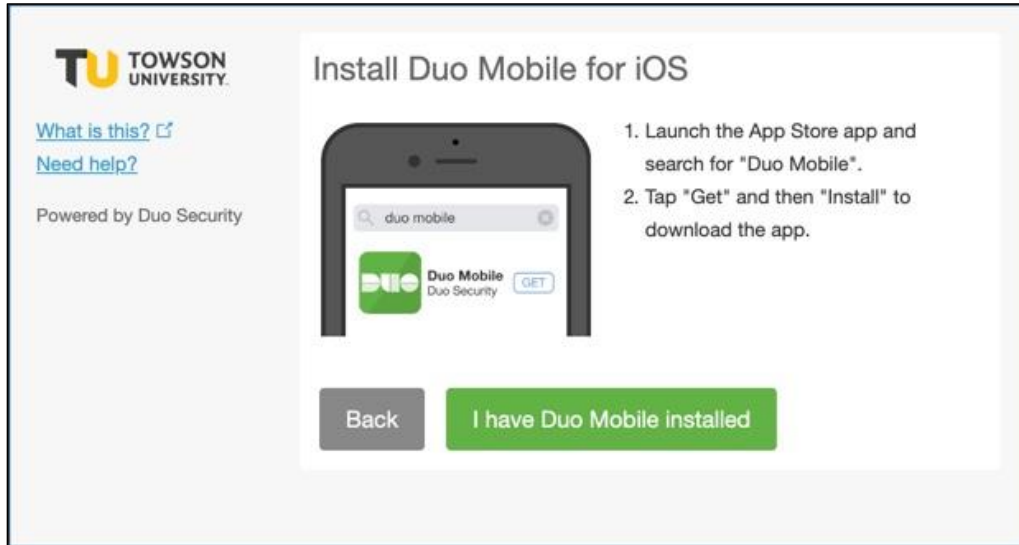 TU TOWSON
UNIVERSITY.
What is this?
Need help?
Powered by Duo Security
Install Duo Mobile for iOS
duo mobile
DUO
Duo Mobile
Duo Security
GET
1. Launch the App Store app and
search for "Duo Mobile".
2. Tap "Get" and then "Install" to
download the app.
Back
I have Duo Mobile installed